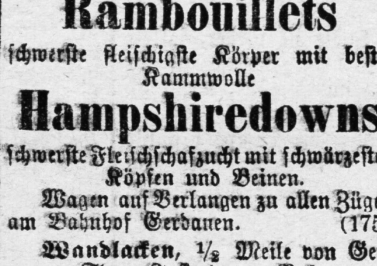 Rambouillets
schwerste fleischigste Körper mit best
Kammwolle
Hampshiredowns
schwerste Fleischschafzucht mit schwärzest
Köpfen und Beinen.
Wagen auf Verlangen zu allen Züg
am Bahnhof Gerdauen. (175
Wandlacken, 1/2 Meile von Ge